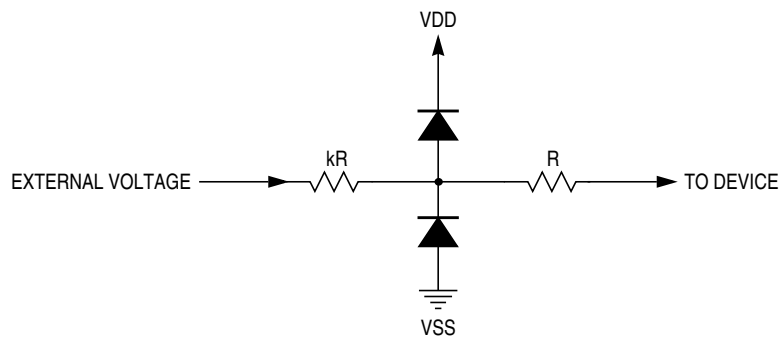 VDD
kR
R
EXTERNAL VOLTAGE
TO DEVICE
VSS